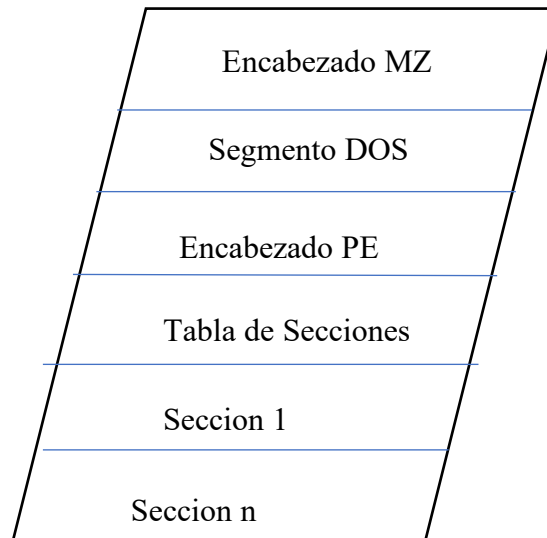 Encabezado MZ
Segmento DOS
Encabezado PE
Tabla de Secciones
Seccion 1
Seccion n